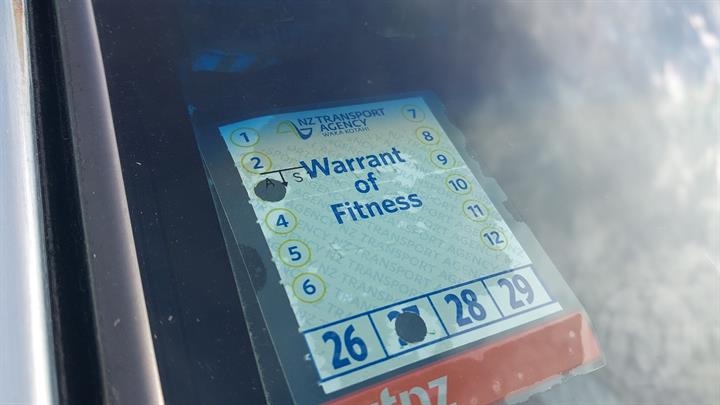 NZ TRANSPORT
AGENCY
WAKA KOTAHI
1
2
4
5
6
7
8
9
10
11
12
A S
Warrant
of
Fitness
26 28 29
vtnz